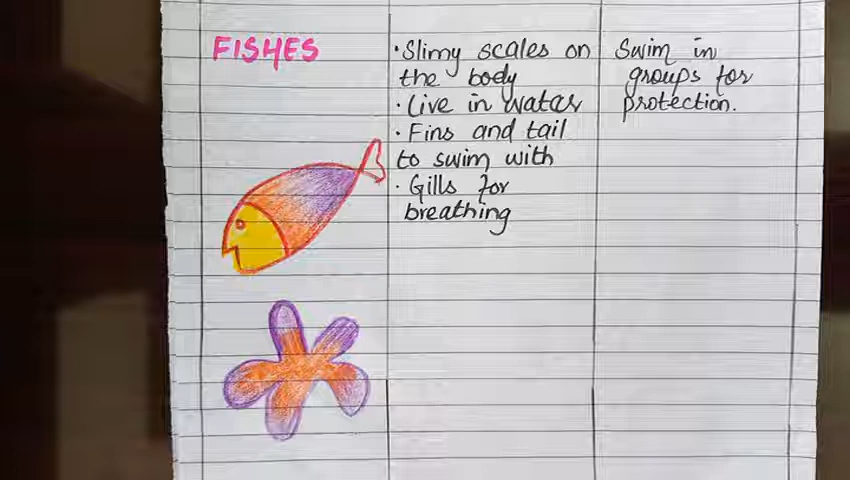 FISHES
• Slimy scales on
the body
• Live in water
• Fins and tail
to swim with
• Gills for
breathing
Swim in
groups for
protection.